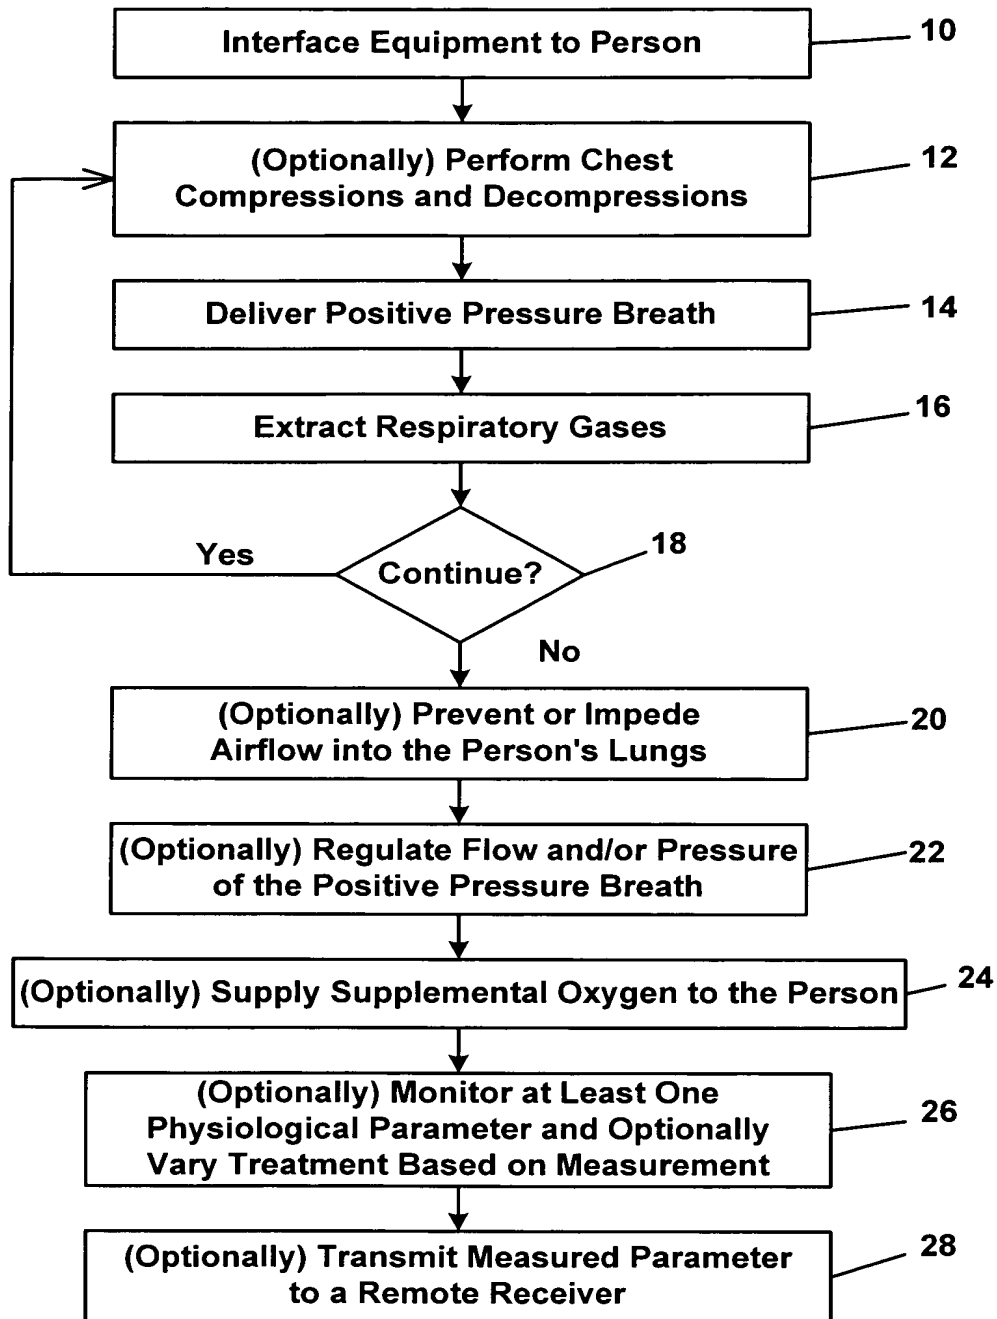 Interface Equipment to Person
10
(Optionally) Perform Chest
Compressions and Decompressions
12
Deliver Positive Pressure Breath
14
Extract Respiratory Gases
16
Continue?
18
Yes
No
(Optionally) Prevent or Impede
Airflow into the Person's Lungs
20
(Optionally) Regulate Flow and/or Pressure
of the Positive Pressure Breath
22
(Optionally) Supply Supplemental Oxygen to the Person
24
(Optionally) Monitor at Least One
Physiological Parameter and Optionally
Vary Treatment Based on Measurement
26
(Optionally) Transmit Measured Parameter
to a Remote Receiver
28